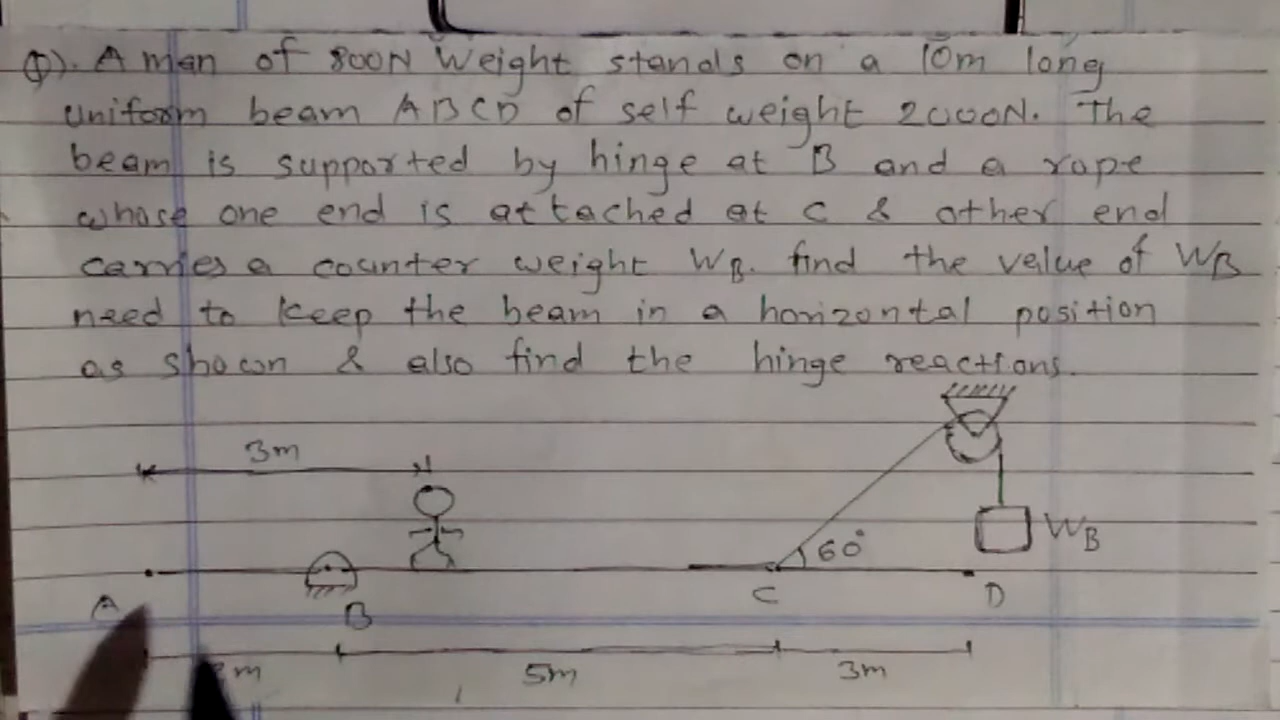 Q). A man of 800N Weight stands on a 10m long
uniform beam ABCD of self weight 2000N. The
beam is supported by hinge at B and a rope
whose one end is attached at C & other end
carries a counter weight WB. find the value of WB
need to keep the beam in a horizontal position
as shown & also find the hinge reactions.
3m
60°
WB
A
B
C
D
m
5m
3m